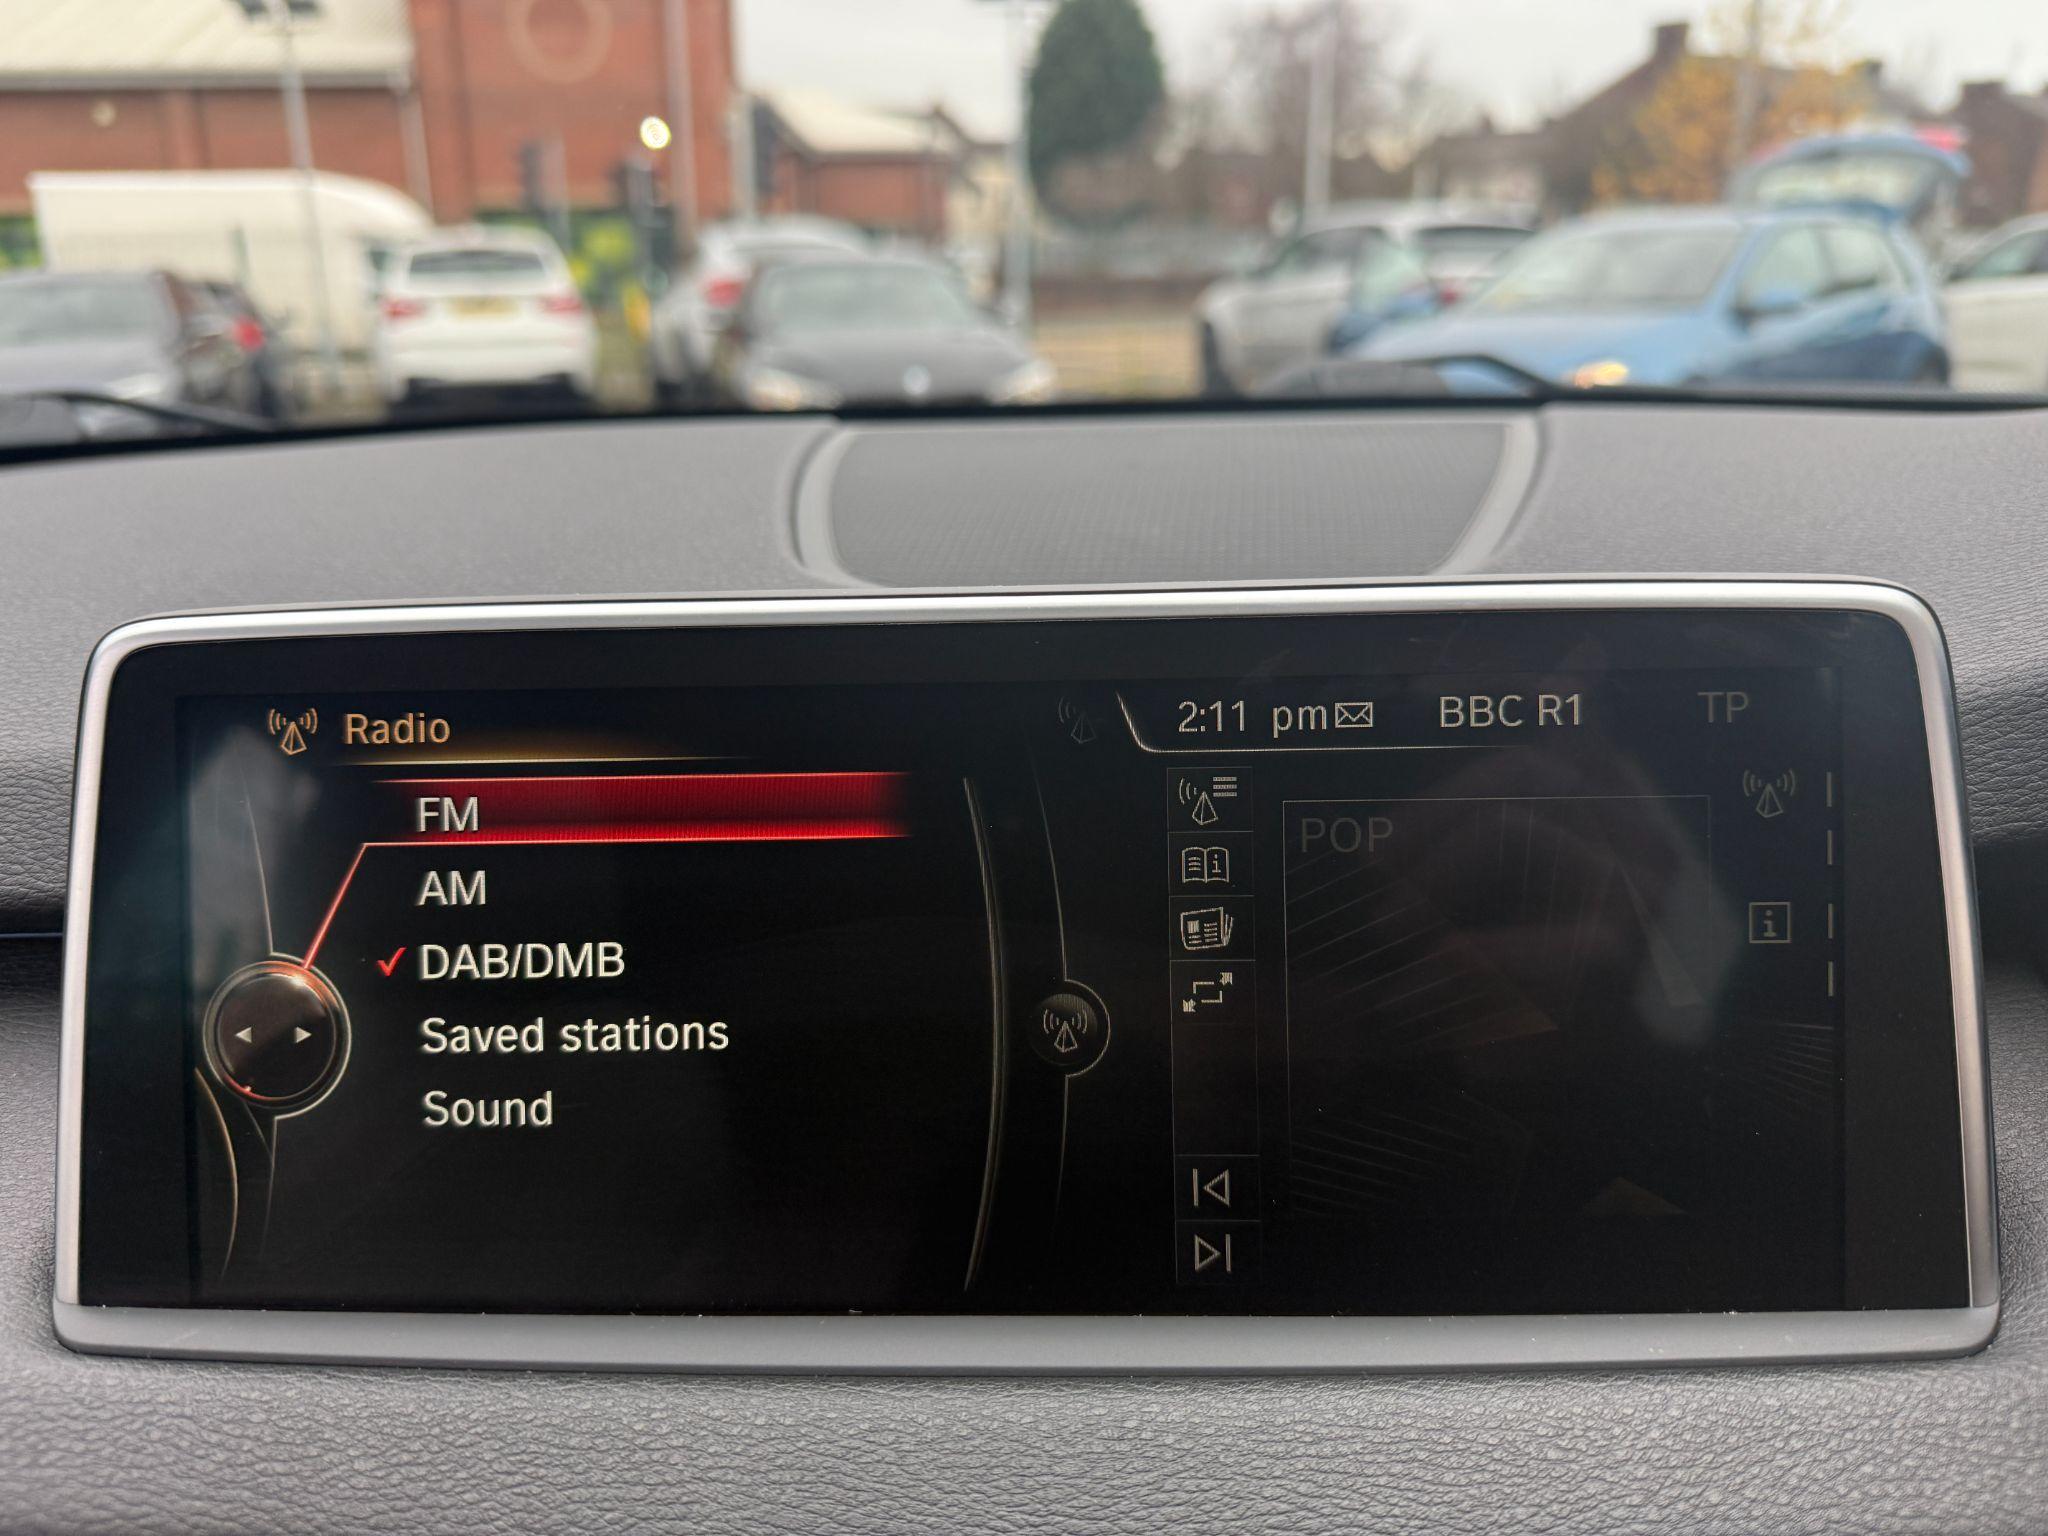 Radio
FM
AM
DAB/DMB
Saved stations
Sound
2:11 pm BBC R1 TP
POP